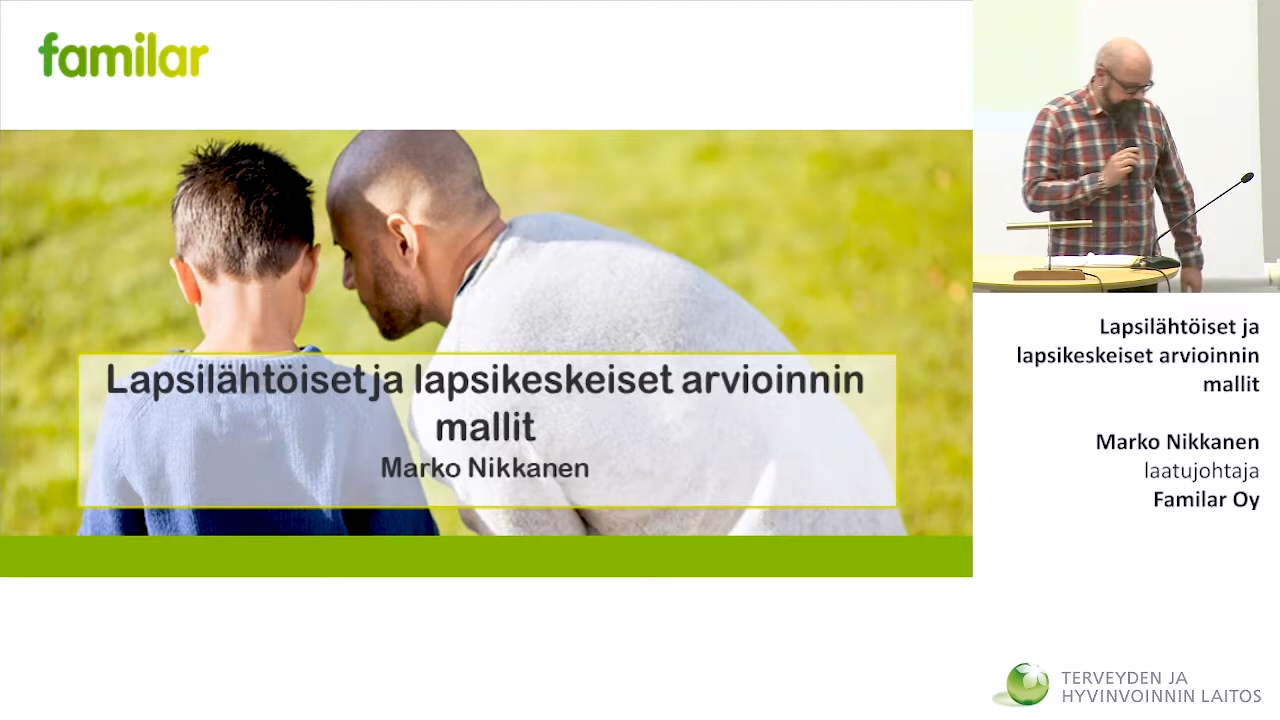 familar
Lapsilähtöiset ja lapsikeskeiset arvioinnin
mallit
Marko Nikkanen
Lapsilähtöiset ja
lapsikeskeiset arvioinnin
mallit
Marko Nikkanen
laatujohtaja
Familar Oy
TERVEYDEN JA
HYVINVOINNIN LAITOS